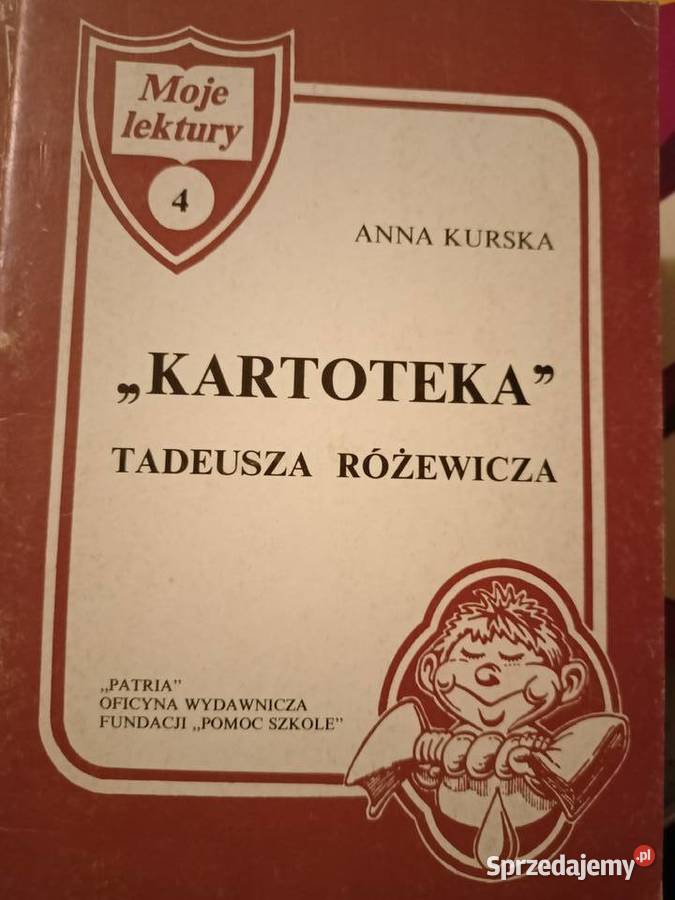 Moje
lektury
4
ANNA KURSKA
„KARTOTEKA”
TADEUSZA RÓŻEWICZA
„PATRIA”
OFICYNA WYDAWNICZA
FUNDACJI „POMOC SZKOLE”
Sprzedajemy.pl